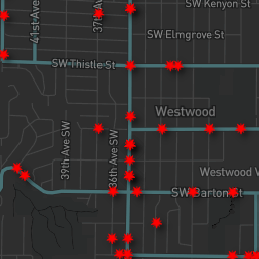 SW Kenyon St
37th
41st Ave
SW Elmgrove St
SW Thistle St
Westwood
39th Ave SW
36th Ave SW
Westwood V
SW Barton St